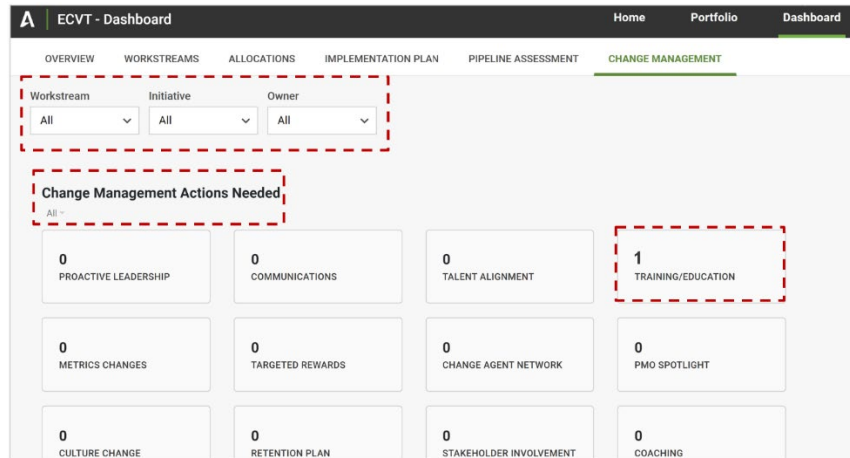 ECVT - Dashboard Home Portfolio Dashboard
OVERVIEW WORKSTREAMS ALLOCATIONS IMPLEMENTATION PLAN PIPELINE ASSESSMENT CHANGE MANAGEMENT
Workstream Initiative Owner
All All All
Change Management Actions Needed
All
0 0 0 1
PROACTIVE LEADERSHIP COMMUNICATIONS TALENT ALIGNMENT TRAINING/EDUCATION
0 0 0 0
METRICS CHANGES TARGETED REWARDS CHANGE AGENT NETWORK PMO SPOTLIGHT
0 0 0 0
CULTURE CHANGE RETENTION PLAN STAKEHOLDER INVOLVEMENT COACHING